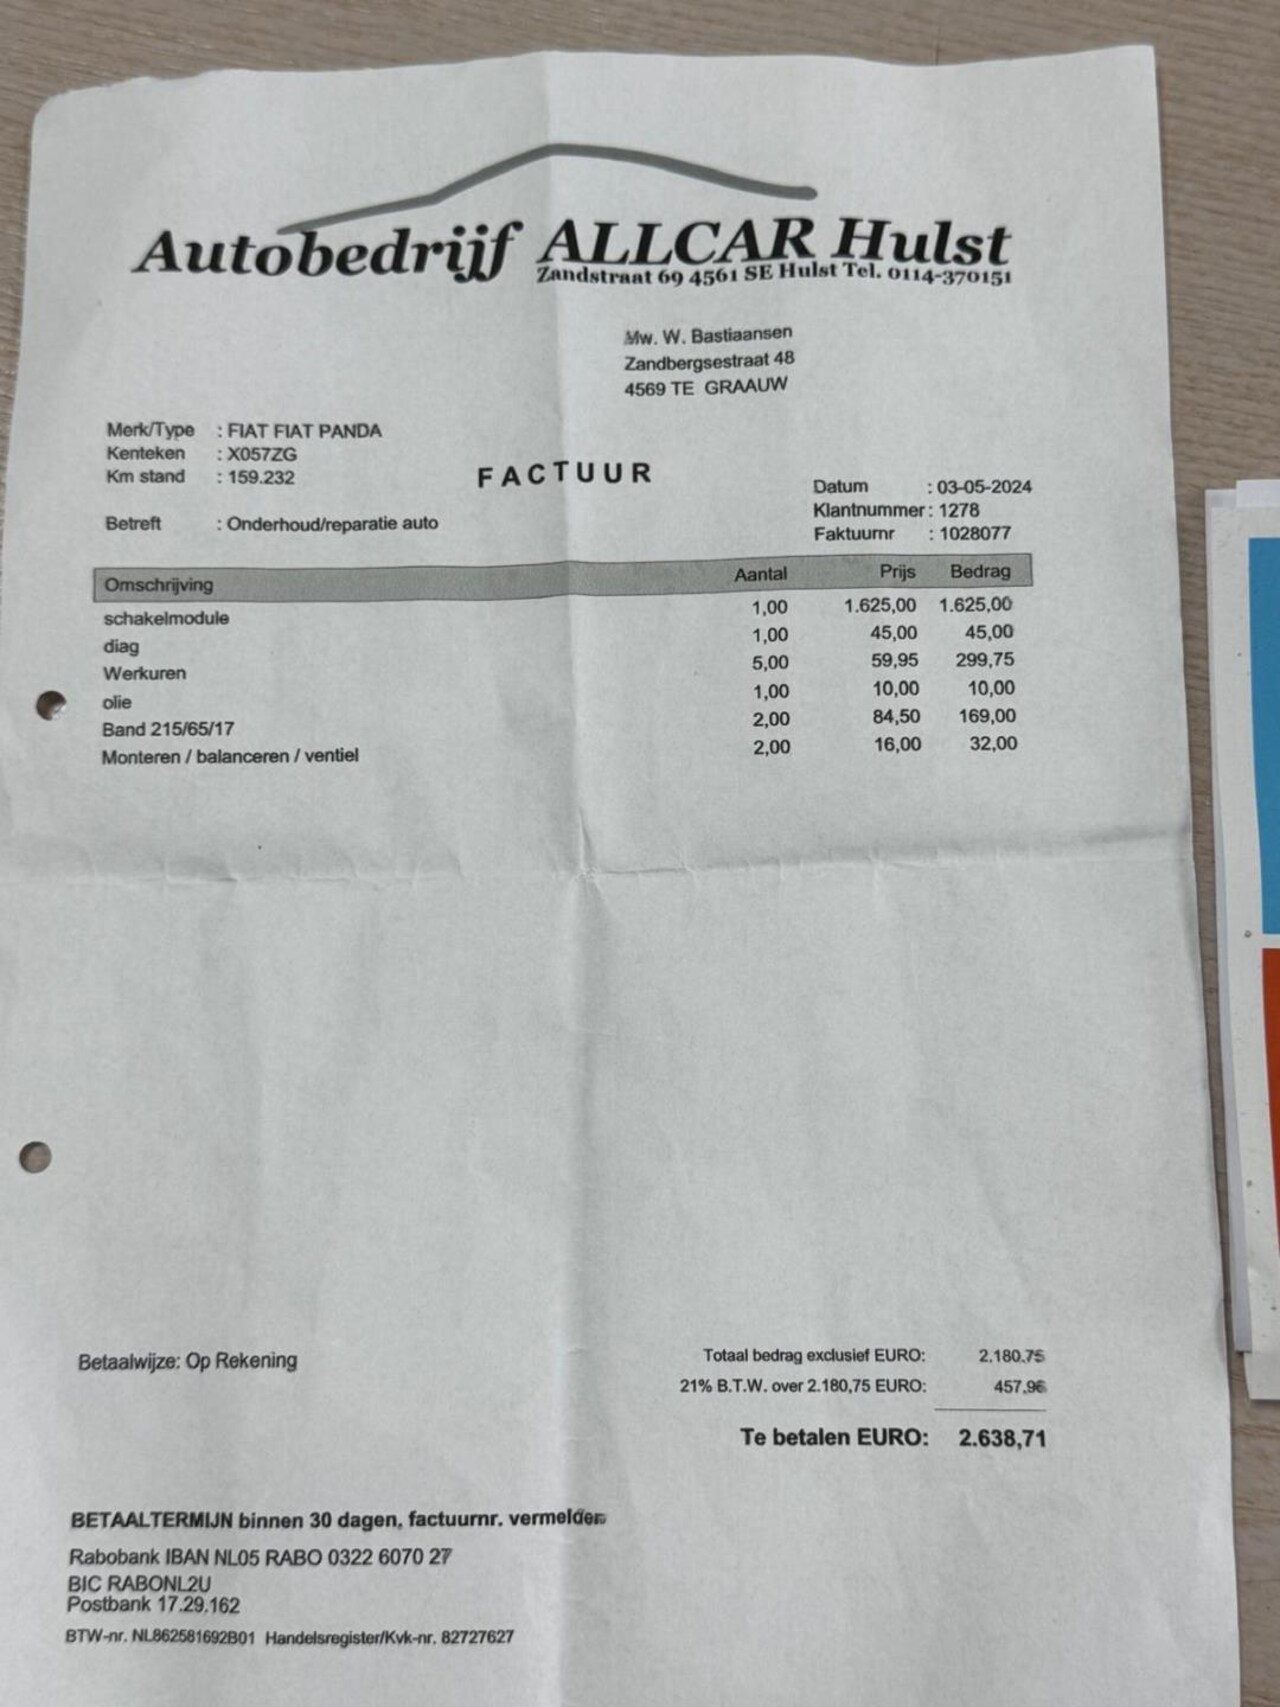 Autobedrijf ALLCAR Hulst
Zandstraat 69 4561 SE Hulst Tel. 0114-370151
Mw. W. Bastiaansen
Zandbergsestraat 48
4569 TE GRAAUW
Merk/Type : FIAT FIAT PANDA
Kenteken : X057ZG
Km stand : 159.232
FACTUUR
Datum : 03-05-2024
Klantnummer : 1278
Betreft : Onderhoud/reparatie auto
Faktuurnr : 1028077
Omschrijving Aantal Prijs Bedrag
schakelmodule 1,00 1.625,00 1.625,00
diag 1,00 45,00 45,00
Werkuren 5,00 59,95 299,75
olie 1,00 10,00 10,00
Band 215/65/17 2,00 84,50 169,00
Monteren / balanceren / ventiel 2,00 16,00 32,00
Betaalwijze: Op Rekening
Totaal bedrag exclusief EURO: 2.180,75
21% B.T.W. over 2.180,75 EURO: 457,96
Te betalen EURO: 2.638,71
BETAALTERMIJN binnen 30 dagen, factuurnr. vermelden
Rabobank IBAN NL05 RABO 0322 6070 27
BIC RABONL2U
Postbank 17.29.162
BTW-nr. NL862581692B01 Handelsregister/Kvk-nr. 82727627